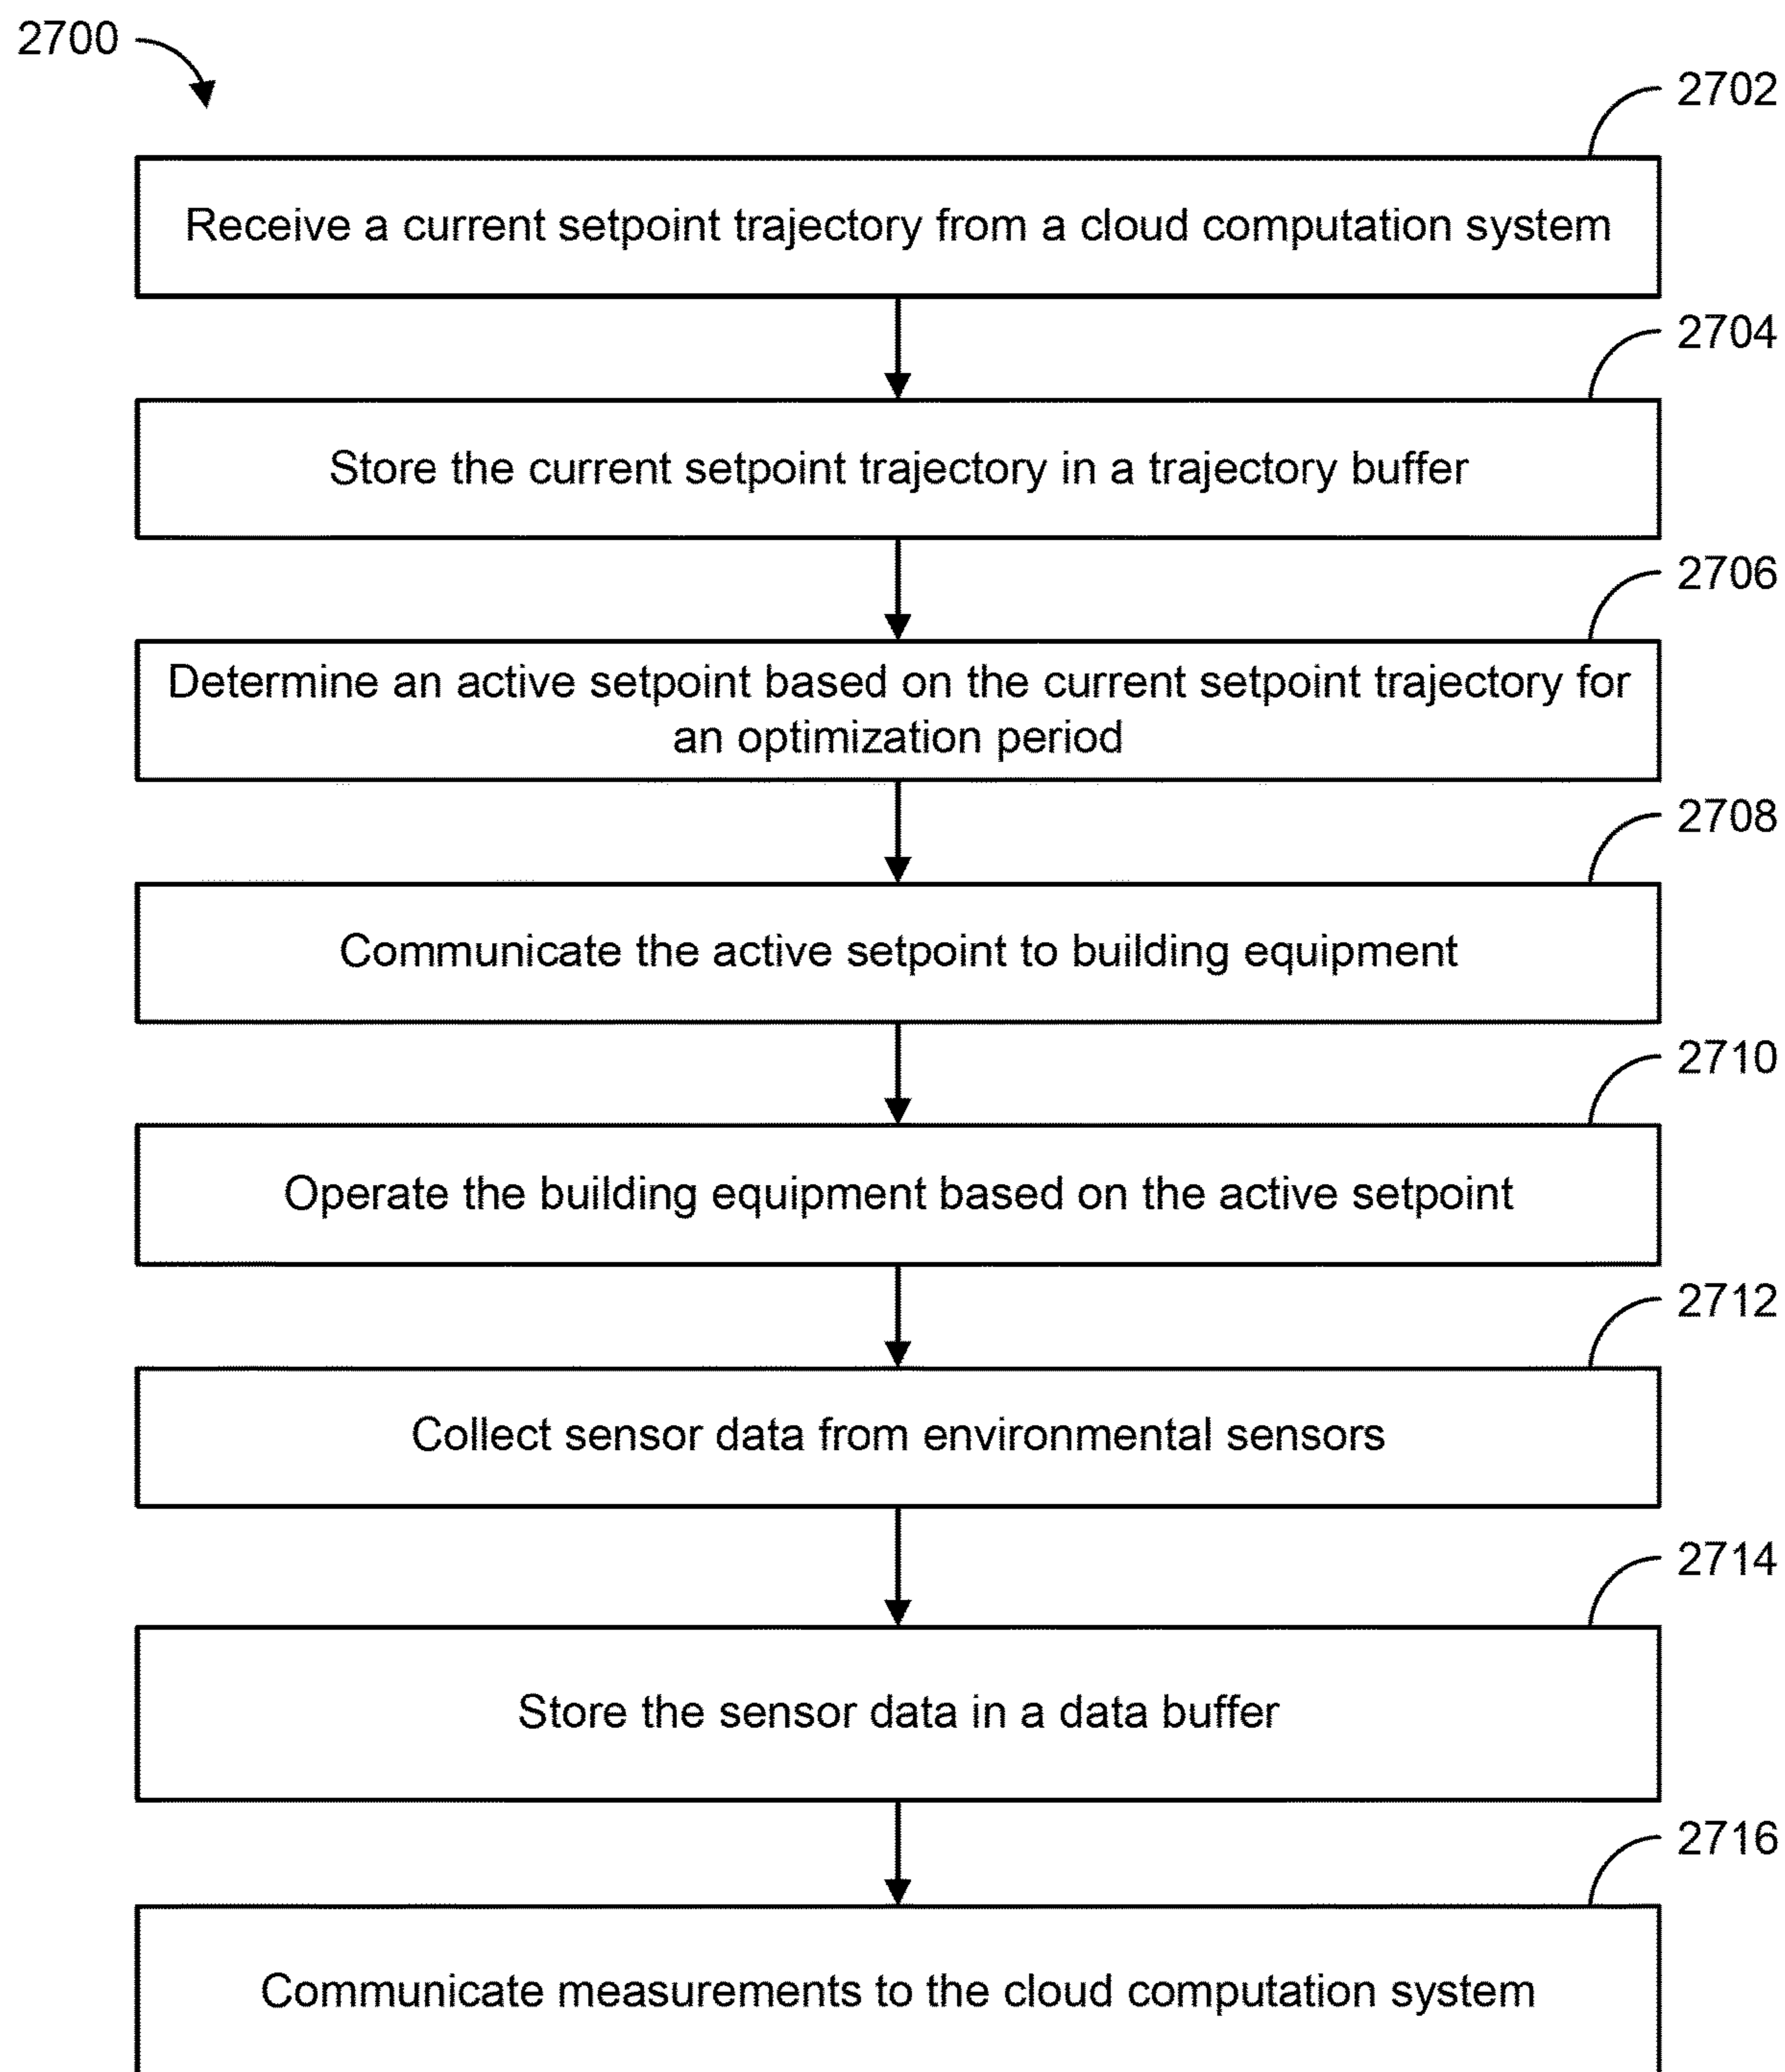 2700
2702
Receive a current setpoint trajectory from a cloud computation system
2704
Store the current setpoint trajectory in a trajectory buffer
2706
Determine an active setpoint based on the current setpoint trajectory for
an optimization period
2708
Communicate the active setpoint to building equipment
2710
Operate the building equipment based on the active setpoint
2712
Collect sensor data from environmental sensors
2714
Store the sensor data in a data buffer
2716
Communicate measurements to the cloud computation system